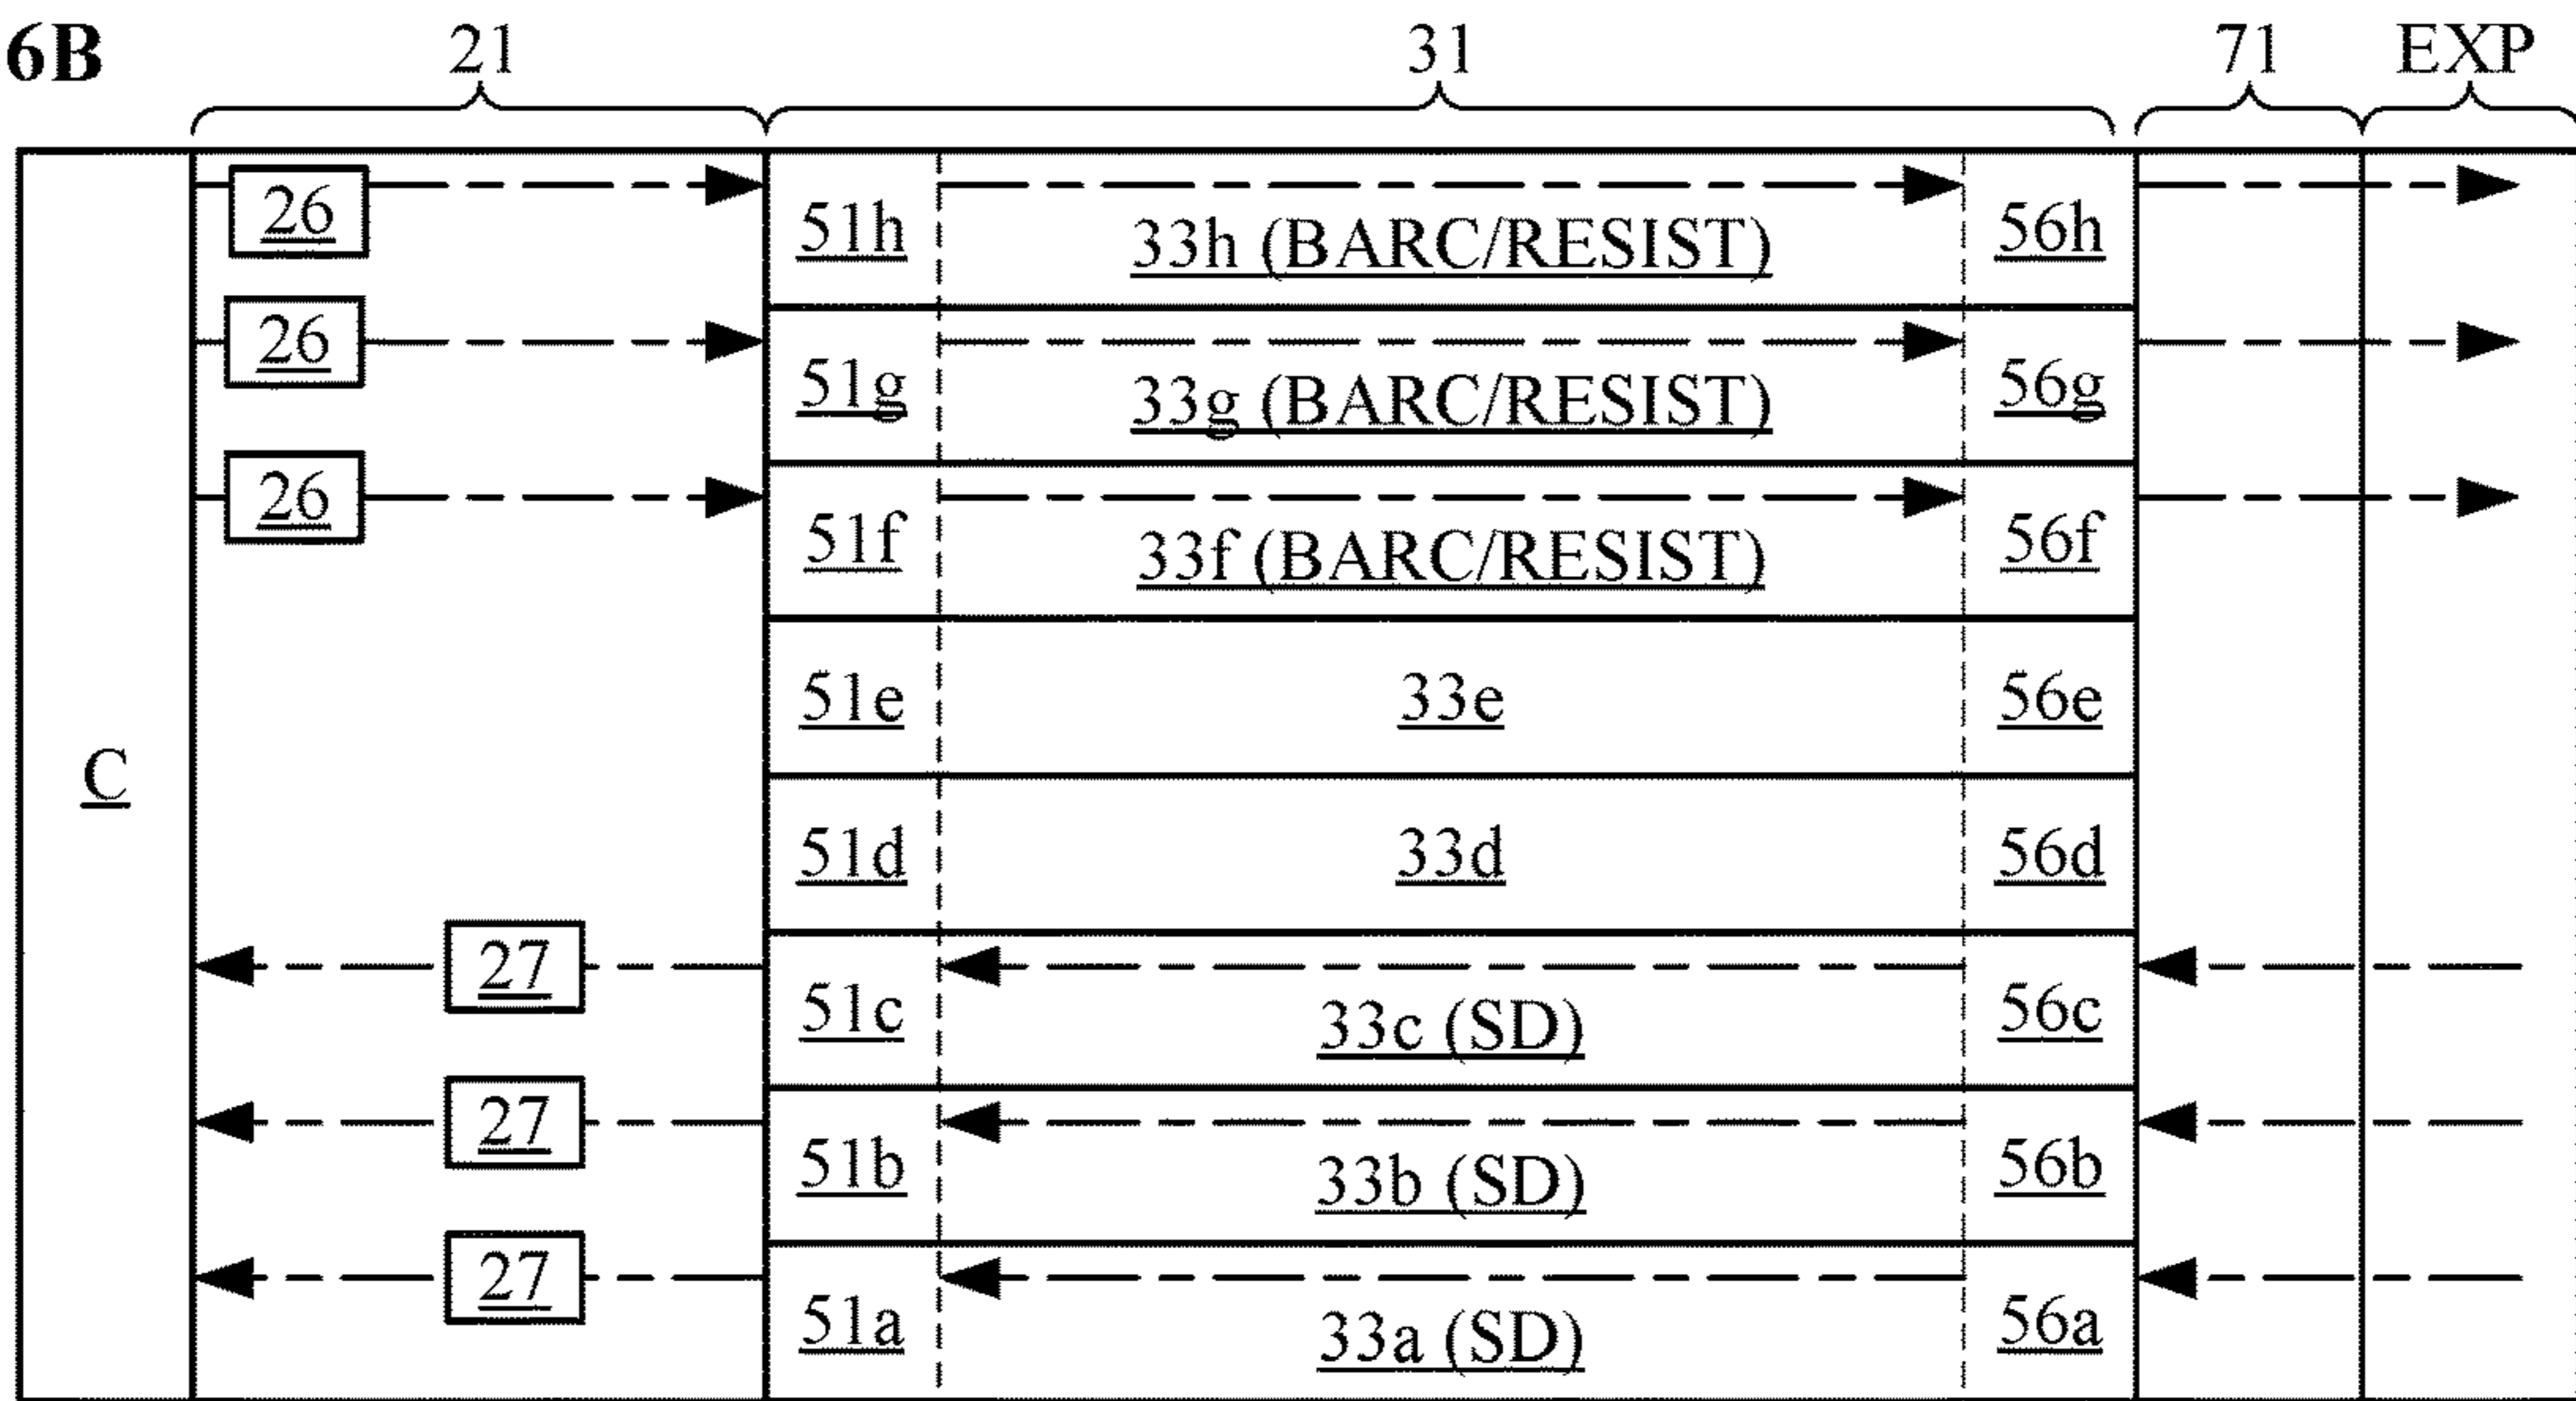 6B
21 31 71 EXP
26 51h 33h (BARC/RESIST) 56h
26 51g 33g (BARC/RESIST) 56g
26 51f 33f (BARC/RESIST) 56f
51e 33e 56e
C
51d 33d 56d
27 51c 33c (SD) 56c
27 51b 33b (SD) 56b
27 51a 33a (SD) 56a